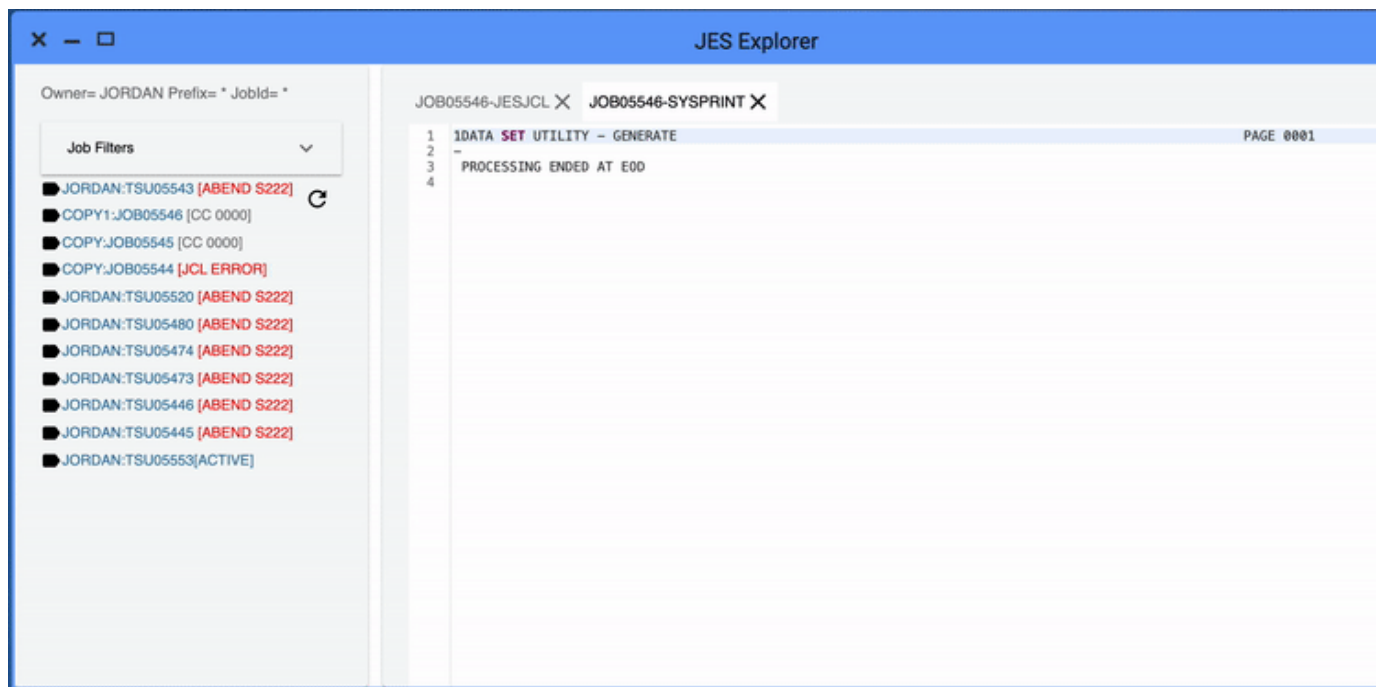 JES Explorer
Owner= JORDAN Prefix= * JobId= *
Job Filters
JORDAN:TSU05543 [ABEND S222]
COPY1:JOB05546 [CC 0000]
COPY:JOB05545 [CC 0000]
COPY:JOB05544 [JCL ERROR]
JORDAN:TSU05520 [ABEND S222]
JORDAN:TSU05480 [ABEND S222]
JORDAN:TSU05474 [ABEND S222]
JORDAN:TSU05473 [ABEND S222]
JORDAN:TSU05446 [ABEND S222]
JORDAN:TSU05445 [ABEND S222]
JORDAN:TSU05553[ACTIVE]
JOB05546-JESJCL JOB05546-SYSPRINT
1 1DATA SET UTILITY - GENERATE PAGE 0001
2 -
3 PROCESSING ENDED AT EOD
4